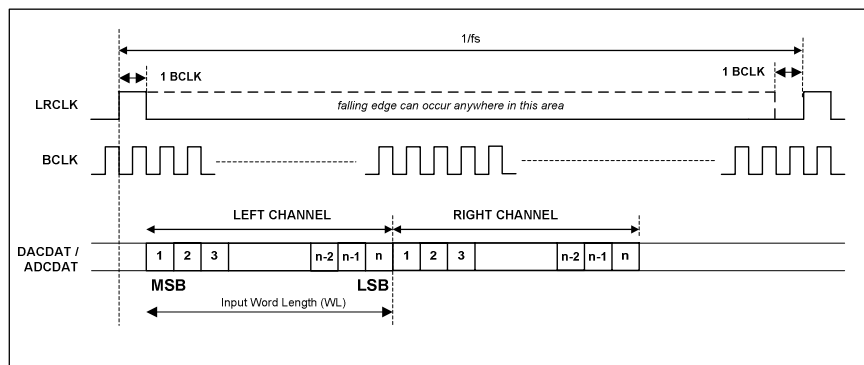 1/fs
1 BCLK
1 BCLK
LRCLK
falling edge can occur anywhere in this area
BCLK
LEFT CHANNEL
RIGHT CHANNEL
DACDAT /
ADCDAT
1 2 3 n-2 n-1 n 1 2 3 n-2 n-1 n
MSB
LSB
Input Word Length (WL)